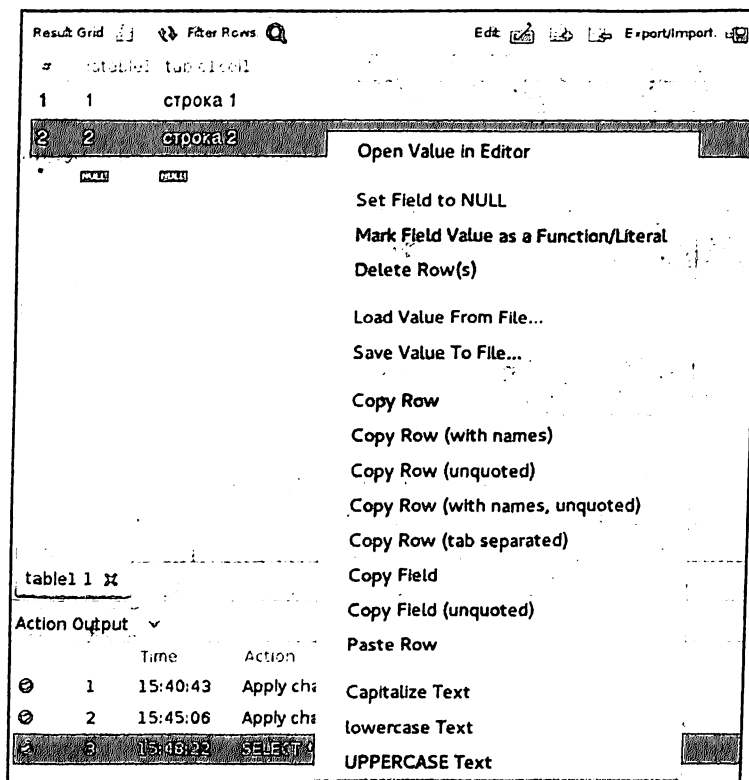 Result Grid Filter Rows Edit: Export/Import:
# idtable1 table1col1
1 1 строка 1
2 2 строка 2
* NULL NULL
Open Value in Editor
Set Field to NULL
Mark Field Value as a Function/Literal
Delete Row(s)
Load Value From File...
Save Value To File...
Copy Row
Copy Row (with names)
Copy Row (unquoted)
Copy Row (with names, unquoted)
Copy Row (tab separated)
Copy Field
Copy Field (unquoted)
Paste Row
Capitalize Text
lowercase Text
UPPERCASE Text
table1 1
Action Output
Time Action
1 15:40:43 Apply cha
2 15:45:06 Apply cha
3 15:48:22 SELECT *